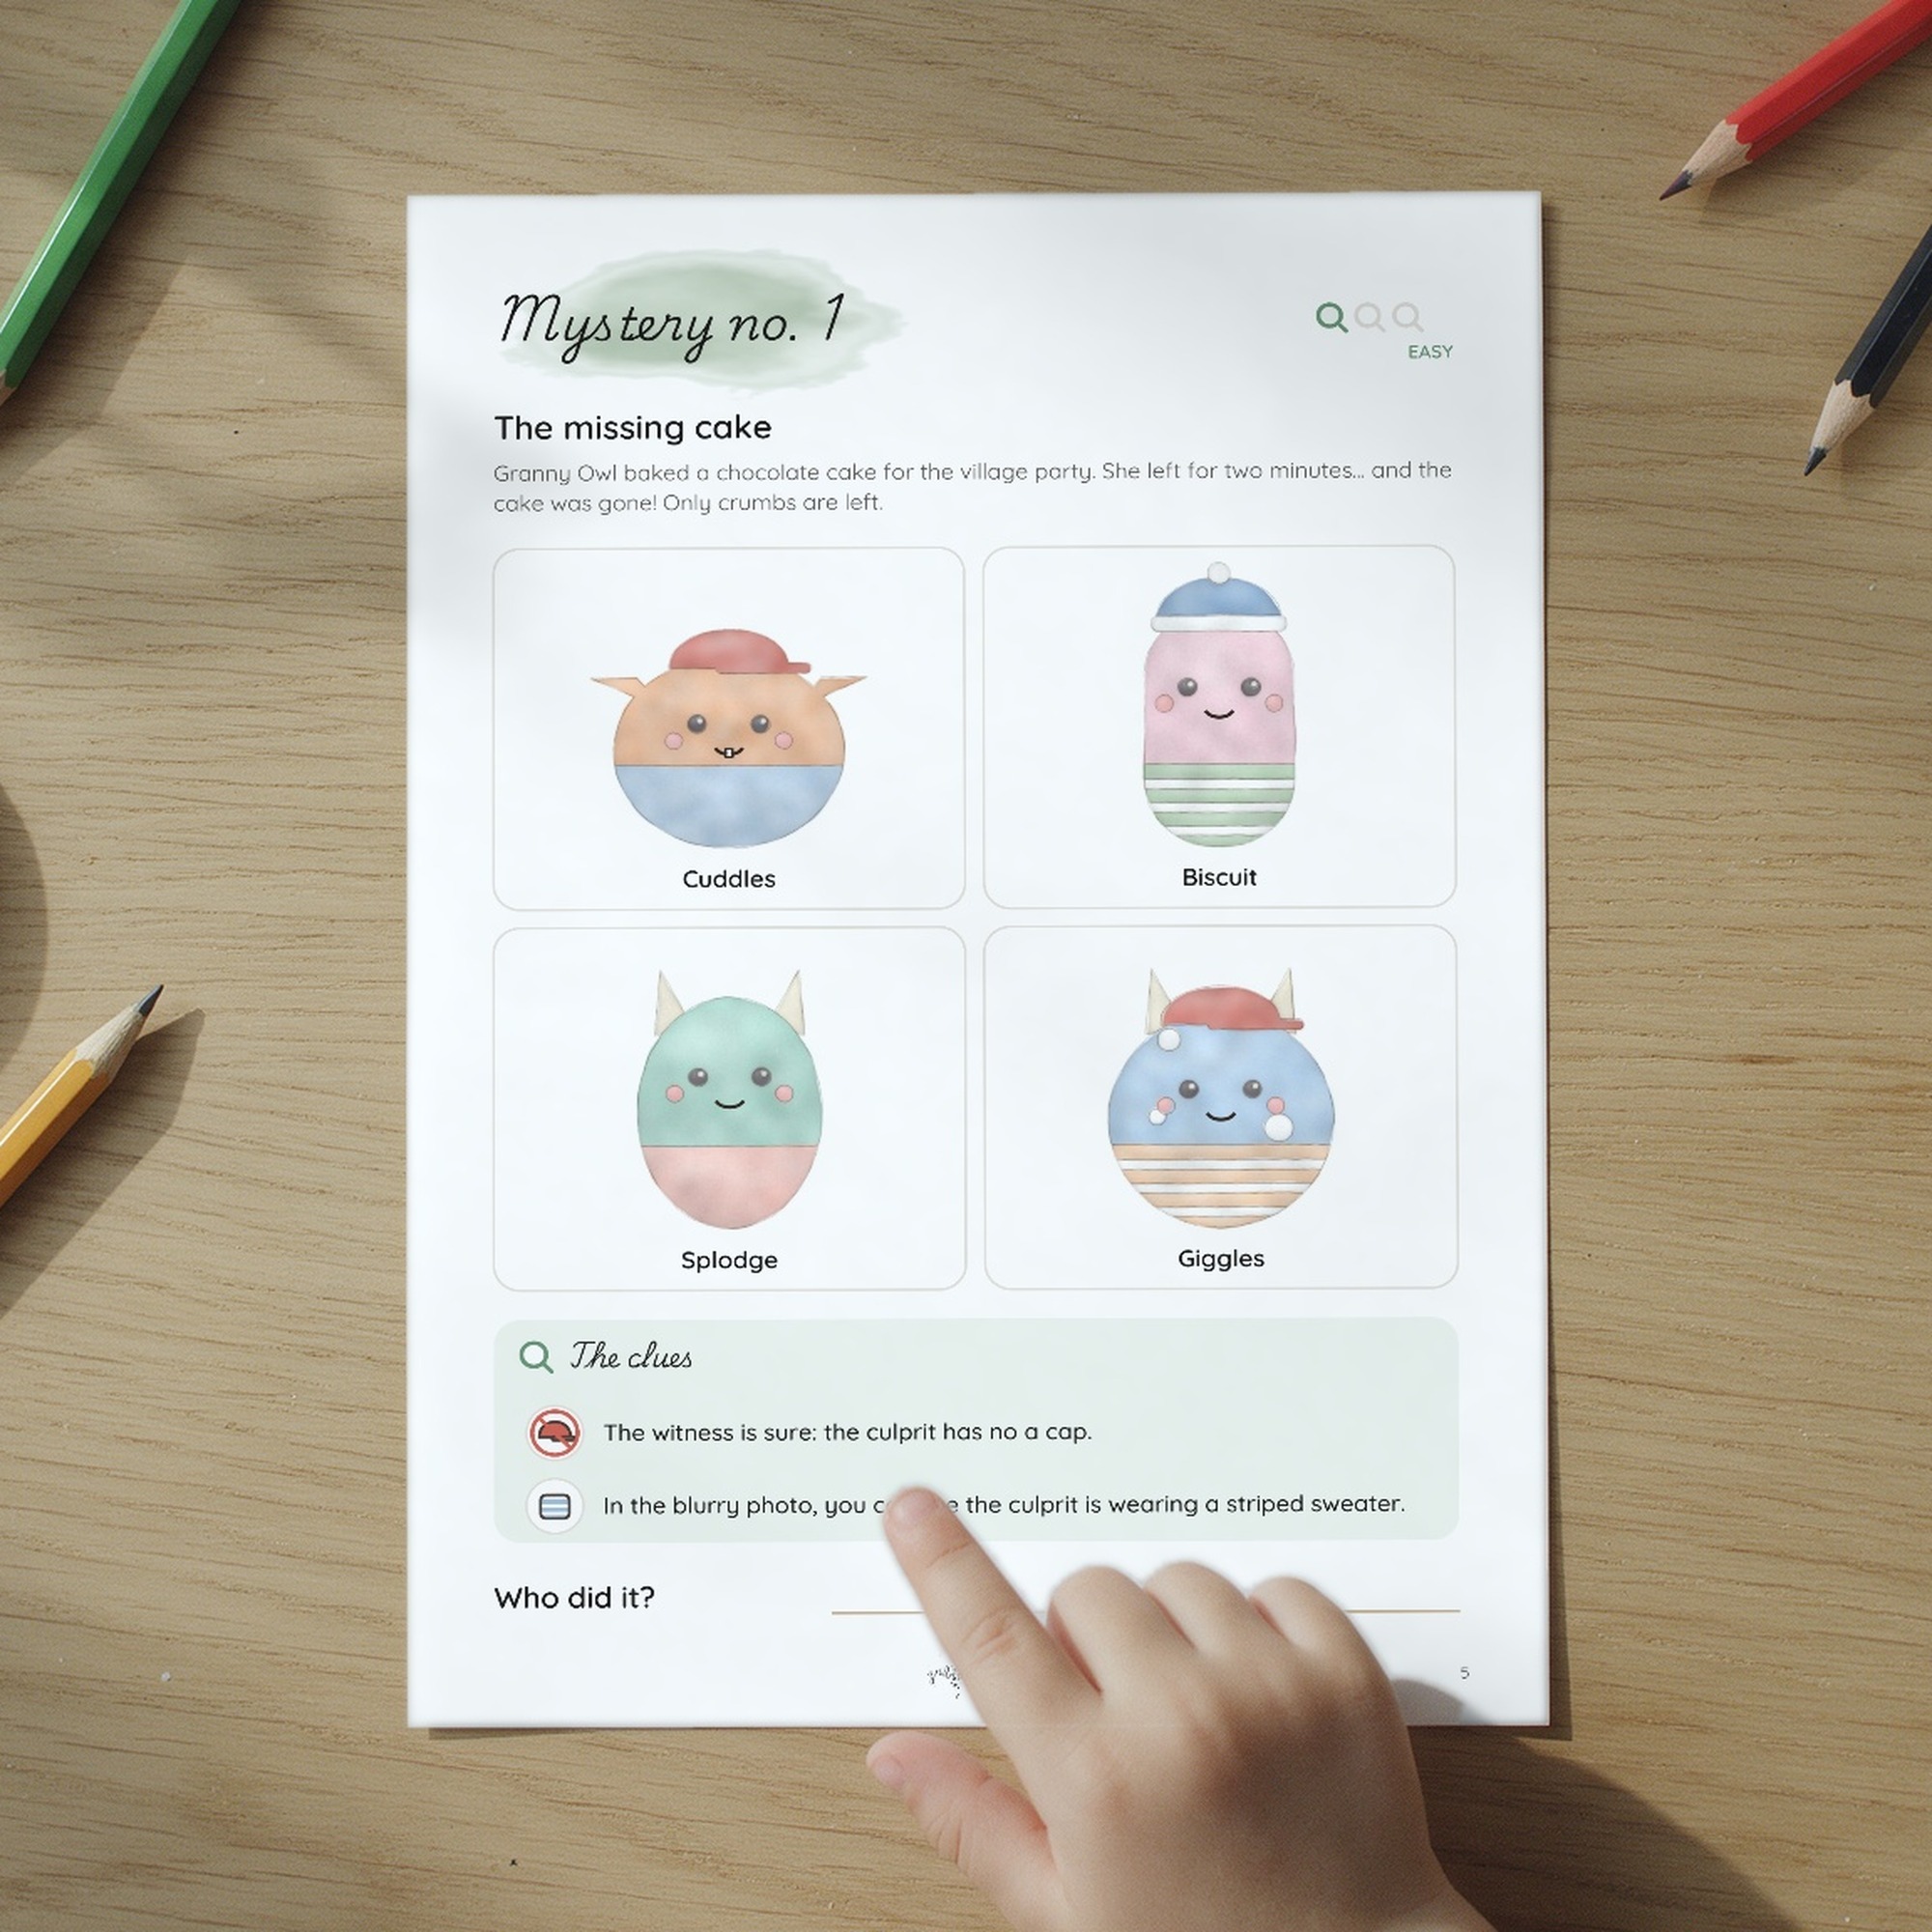 Mystery no. 1
EASY
The missing cake
Granny Owl baked a chocolate cake for the village party. She left for two minutes... and the
cake was gone! Only crumbs are left.
Cuddles
Biscuit
Splodge
Giggles
The clues
The witness is sure: the culprit has no a cap.
In the blurry photo, you the culprit is wearing a striped sweater.
Who did it?
5